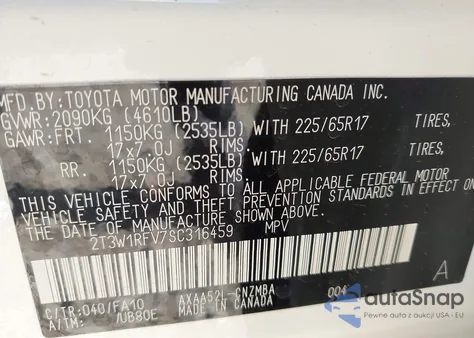 MFD.BY:TOYOTA MOTOR MANUFACTURING CANADA INC.
GVWR:2090KG (4610LB)
GAWR:FRT. 1150KG (2535LB) WITH 225/65R17 TIRES,
17x7.0J RIMS.
RR. 1150KG (2535LB) WITH 225/65R17 TIRES,
17x7.0J RIMS.
THIS VEHICLE CONFORMS TO ALL APPLICABLE FEDERAL MOTOR
VEHICLE SAFETY AND THEFT PREVENTION STANDARDS IN EFFECT ON
THE DATE OF MANUFACTURE SHOWN ABOVE.
2T3W1RFV7SC316459 MPV
C/TR:040/FA10 AXAA52L-CNZMBA 004 A
A/TM: /UB80E MADE IN CANADA
autoSnap
Pewne auta z aukcji w USA